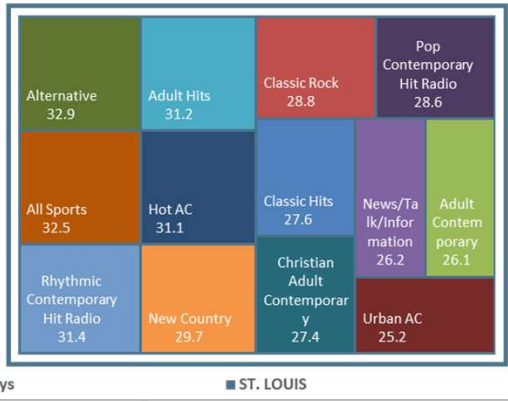 Alternative
32.9
Adult Hits
31.2
Classic Rock
28.8
Pop
Contemporary
Hit Radio
28.6
All Sports
32.5
Hot AC
31.1
Classic Hits
27.6
News/Ta
lk/Infor
mation
26.2
Adult
Contem
porary
26.1
Rhythmic
Contemporary
Hit Radio
31.4
New Country
29.7
Christian
Adult
Contemporar
y
27.4
Urban AC
25.2
ys
ST. LOUIS